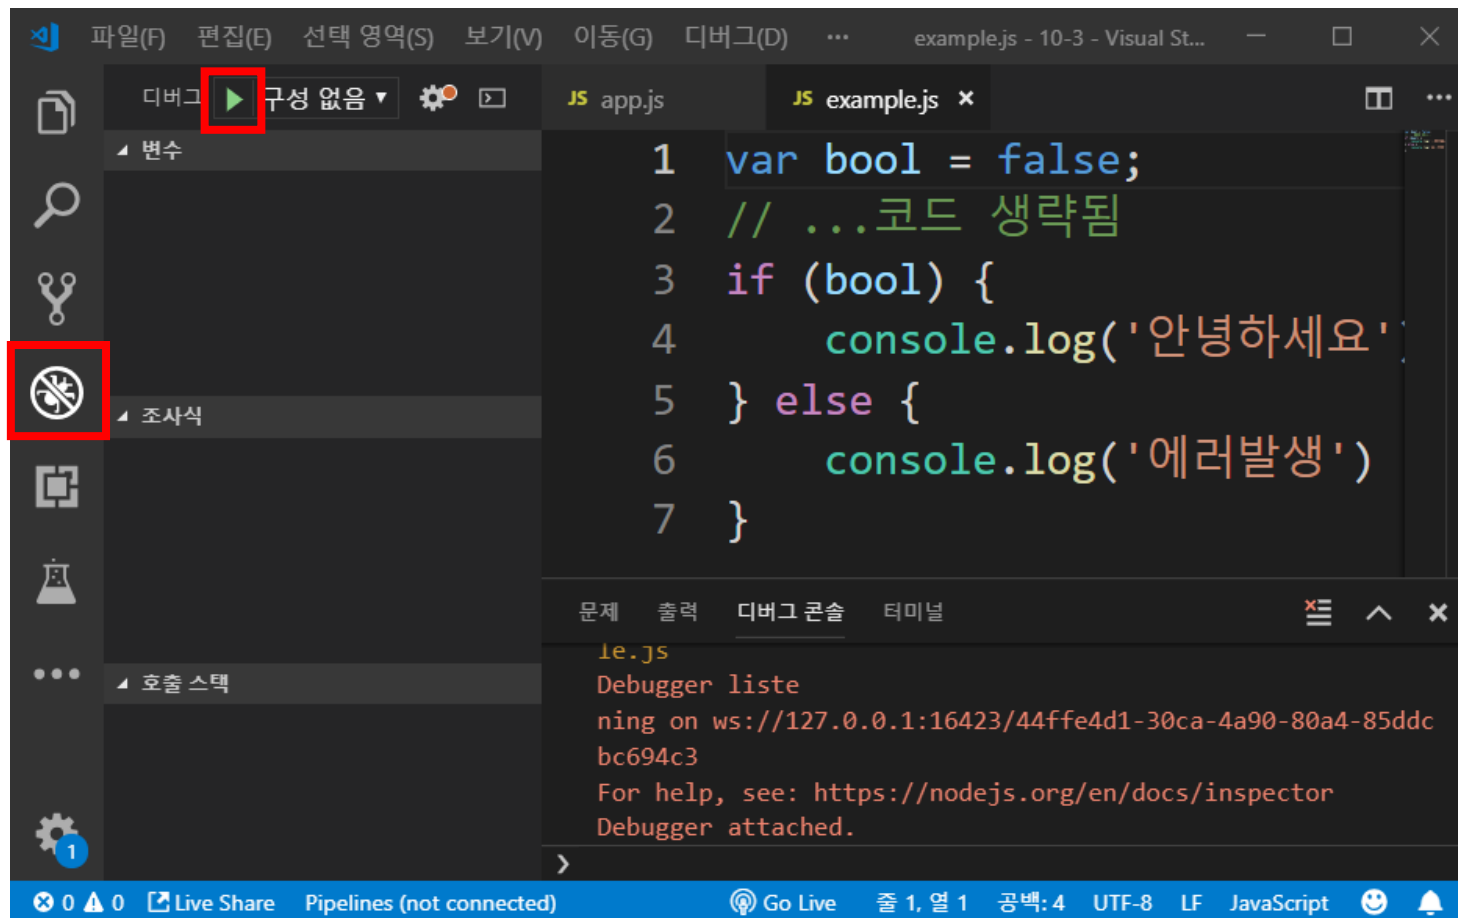 파일(F) 편집(E) 선택 영역(S) 보기(V) 이동(G) 디버그(D) ··· example.js - 10-3 - Visual St...
디버그 구성 없음
JS app.js JS example.js ×
변수
조사식
호출 스택
1 var bool = false;
2 // ...코드 생략됨
3 if (bool) {
4 console.log('안녕하세요')
5 } else {
6 console.log('에러발생')
7 }
문제 출력 디버그 콘솔 터미널
le.js
Debugger liste
ning on ws://127.0.0.1:16423/44ffe4d1-30ca-4a90-80a4-85ddc
bc694c3
For help, see: https://nodejs.org/en/docs/inspector
Debugger attached.
❯
1
0 0 Live Share Pipelines (not connected) Go Live 줄 1, 열 1 공백: 4 UTF-8 LF JavaScript